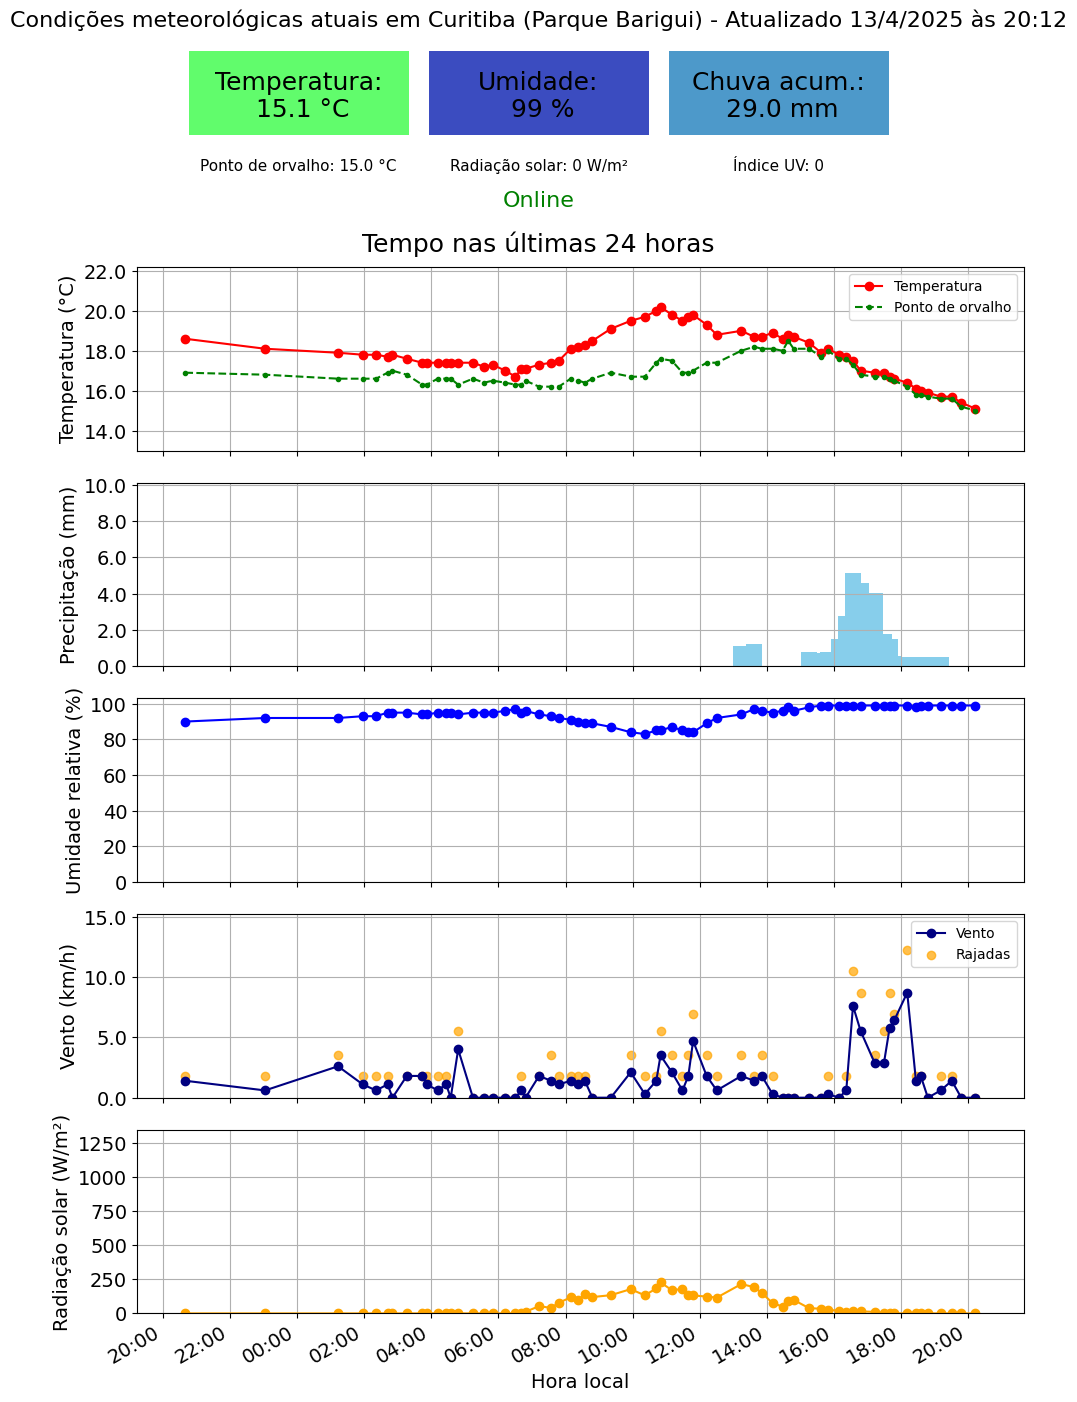 Condições meteorológicas atuais em Curitiba (Parque Barigui) - Atualizado 13/4/2025 às 20:12
Temperatura:
15.1 °C
Umidade:
99 %
Chuva acum.:
29.0 mm
Ponto de orvalho: 15.0 °C
Radiação solar: 0 W/m²
Índice UV: 0
Online
Tempo nas últimas 24 horas
Temperatura (°C)
22.0
20.0
18.0
16.0
14.0
Temperatura
Ponto de orvalho
Precipitação (mm)
10.0
8.0
6.0
4.0
2.0
0.0
Umidade relativa (%)
100
80
60
40
20
0
Vento (km/h)
15.0
10.0
5.0
0.0
Vento
Rajadas
Radiação solar (W/m²)
1250
1000
750
500
250
0
20:00
22:00
00:00
02:00
04:00
06:00
08:00
10:00
12:00
14:00
16:00
18:00
20:00
Hora local